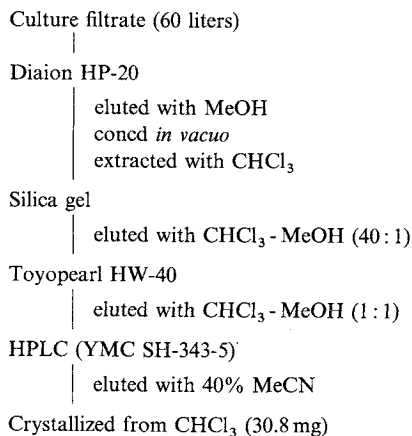 Culture filtrate (60 liters)
Diaion HP-20
eluted with MeOH
concd in vacuo
extracted with CHCl₃
Silica gel
eluted with CHCl₃-MeOH (40:1)
Toyopearl HW-40
eluted with CHCl₃-MeOH (1:1)
HPLC (YMC SH-343-5)
eluted with 40% MeCN
Crystallized from CHCl₃ (30.8 mg)